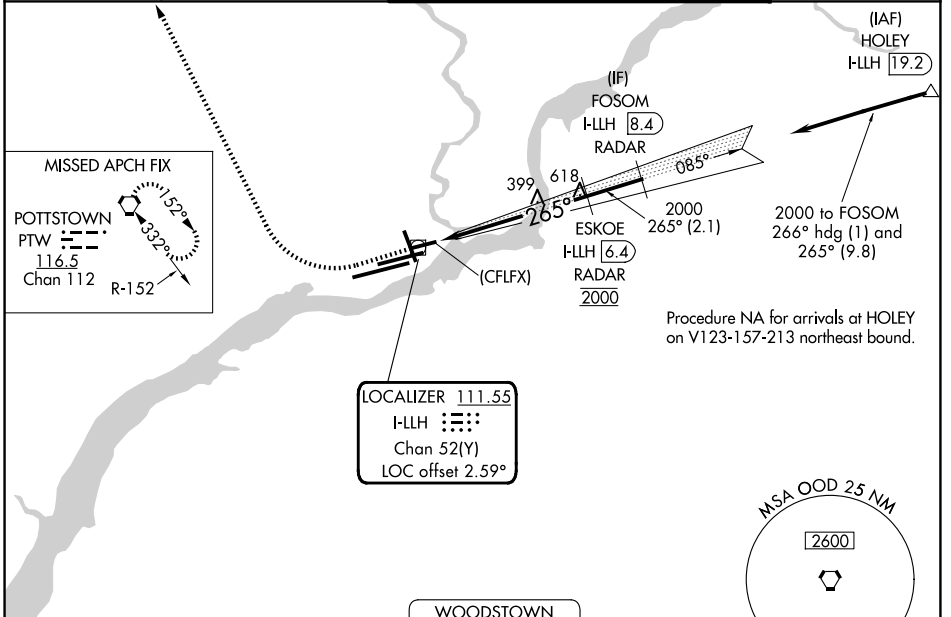 (IAF)
HOLEY
I-LLH 19.2
(IF)
FOSOM
I-LLH 8.4
RADAR
MISSED APCH FIX
POTTSTOWN
PTW
116.5
Chan 112
152°
332°
R-152
399
618
265°
085°
2000
265° (2.1)
ESKOE
I-LLH 6.4
RADAR
2000
(CFLFX)
2000 to FOSOM
266° hdg (1) and
265° (9.8)
Procedure NA for arrivals at HOLEY
on V123-157-213 northeast bound.
LOCALIZER 111.55
I-LLH
Chan 52(Y)
LOC offset 2.59°
MSA OOD 25 NM
2600
WOODSTOWN